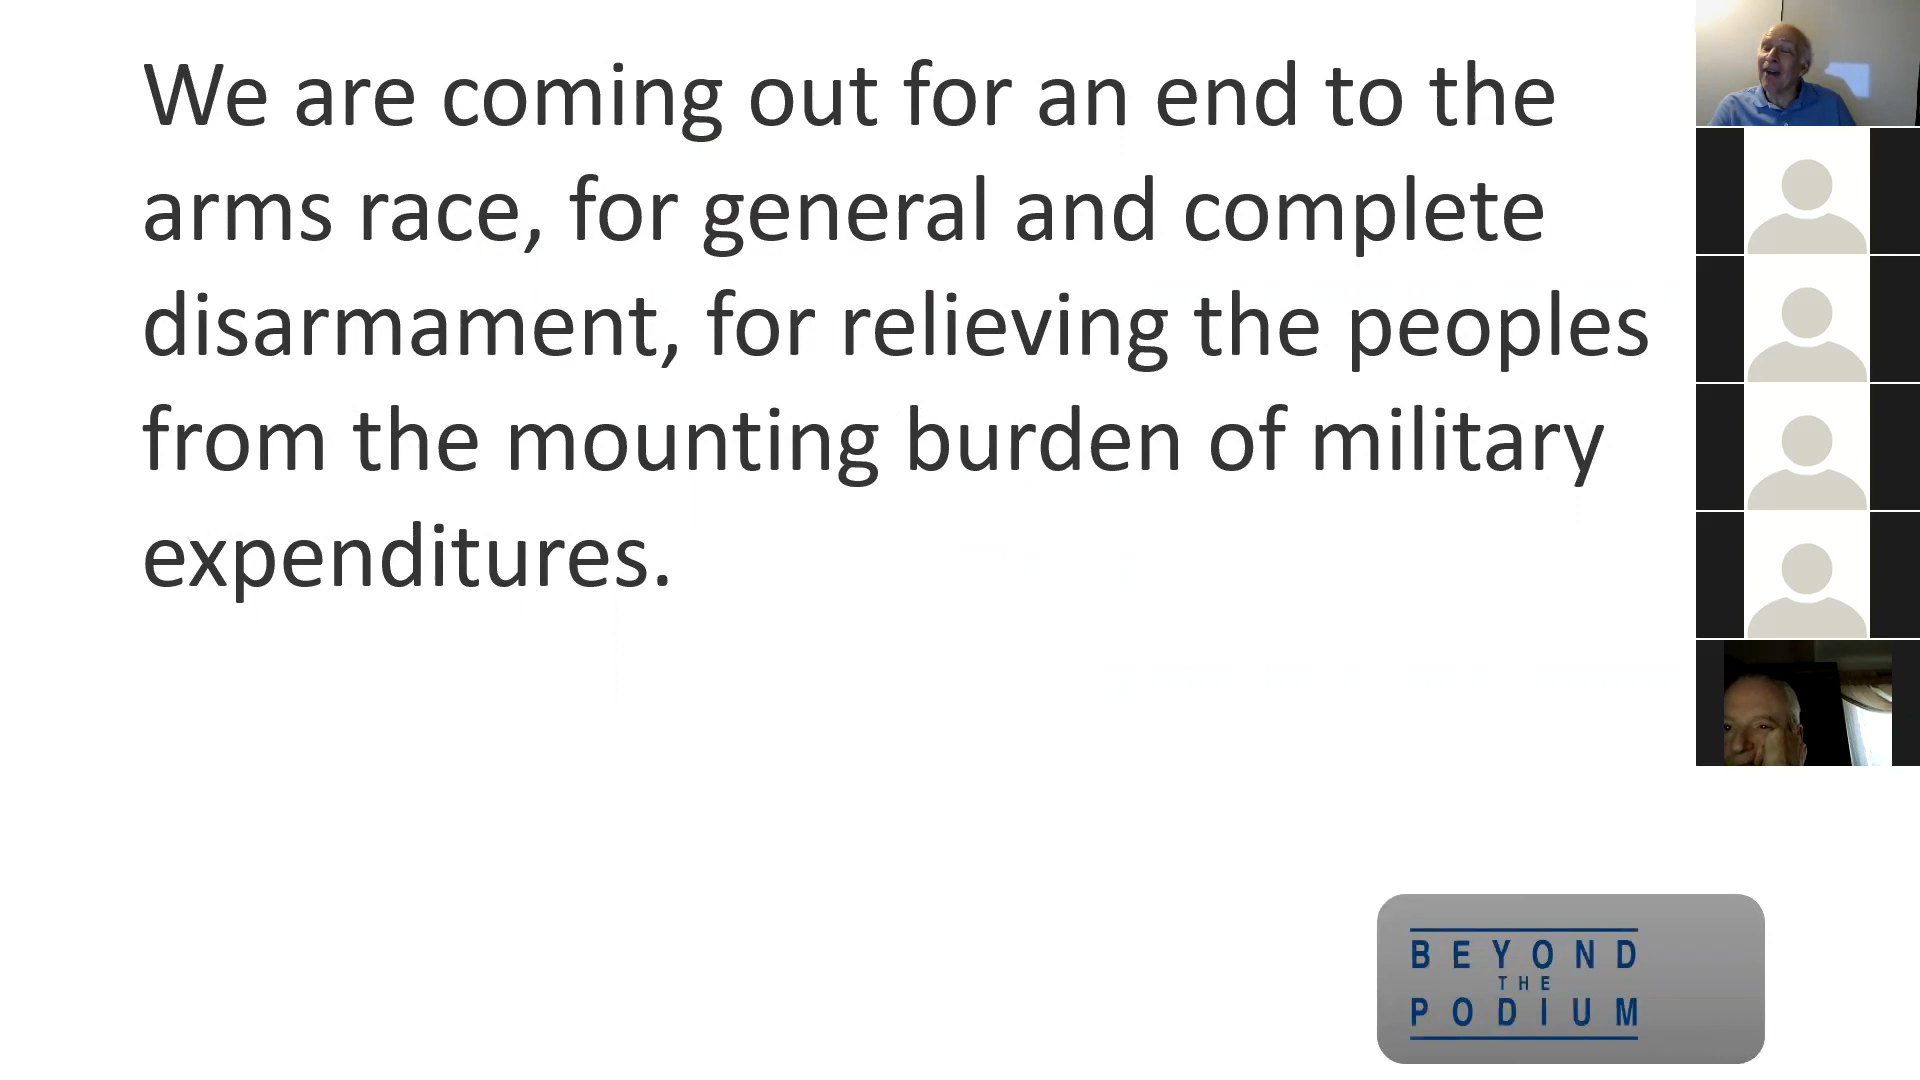 We are coming out for an end to the
arms race, for general and complete
disarmament, for relieving the peoples
from the mounting burden of military
expenditures.
BEYOND
THE
PODIUM